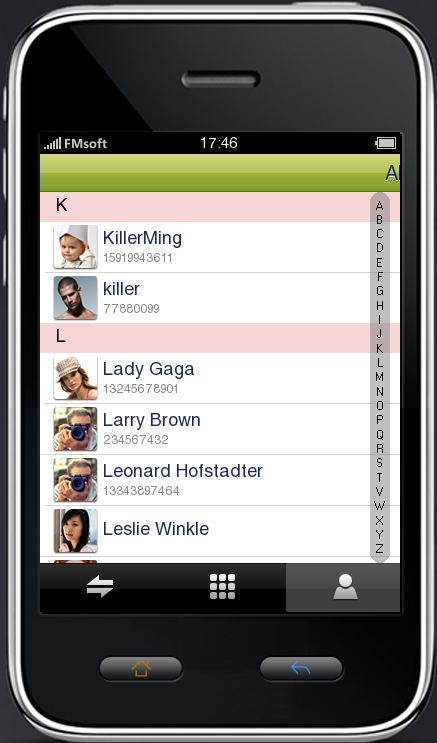 FMsoft 17:46
A
K
KillerMing
15919943611
killer
77880099
L
Lady Gaga
13245678901
Larry Brown
234567432
Leonard Hofstadter
13343897464
Leslie Winkle
A
B
C
D
E
F
G
H
I
J
K
L
M
N
O
P
Q
R
S
T
V
W
X
Y
Z